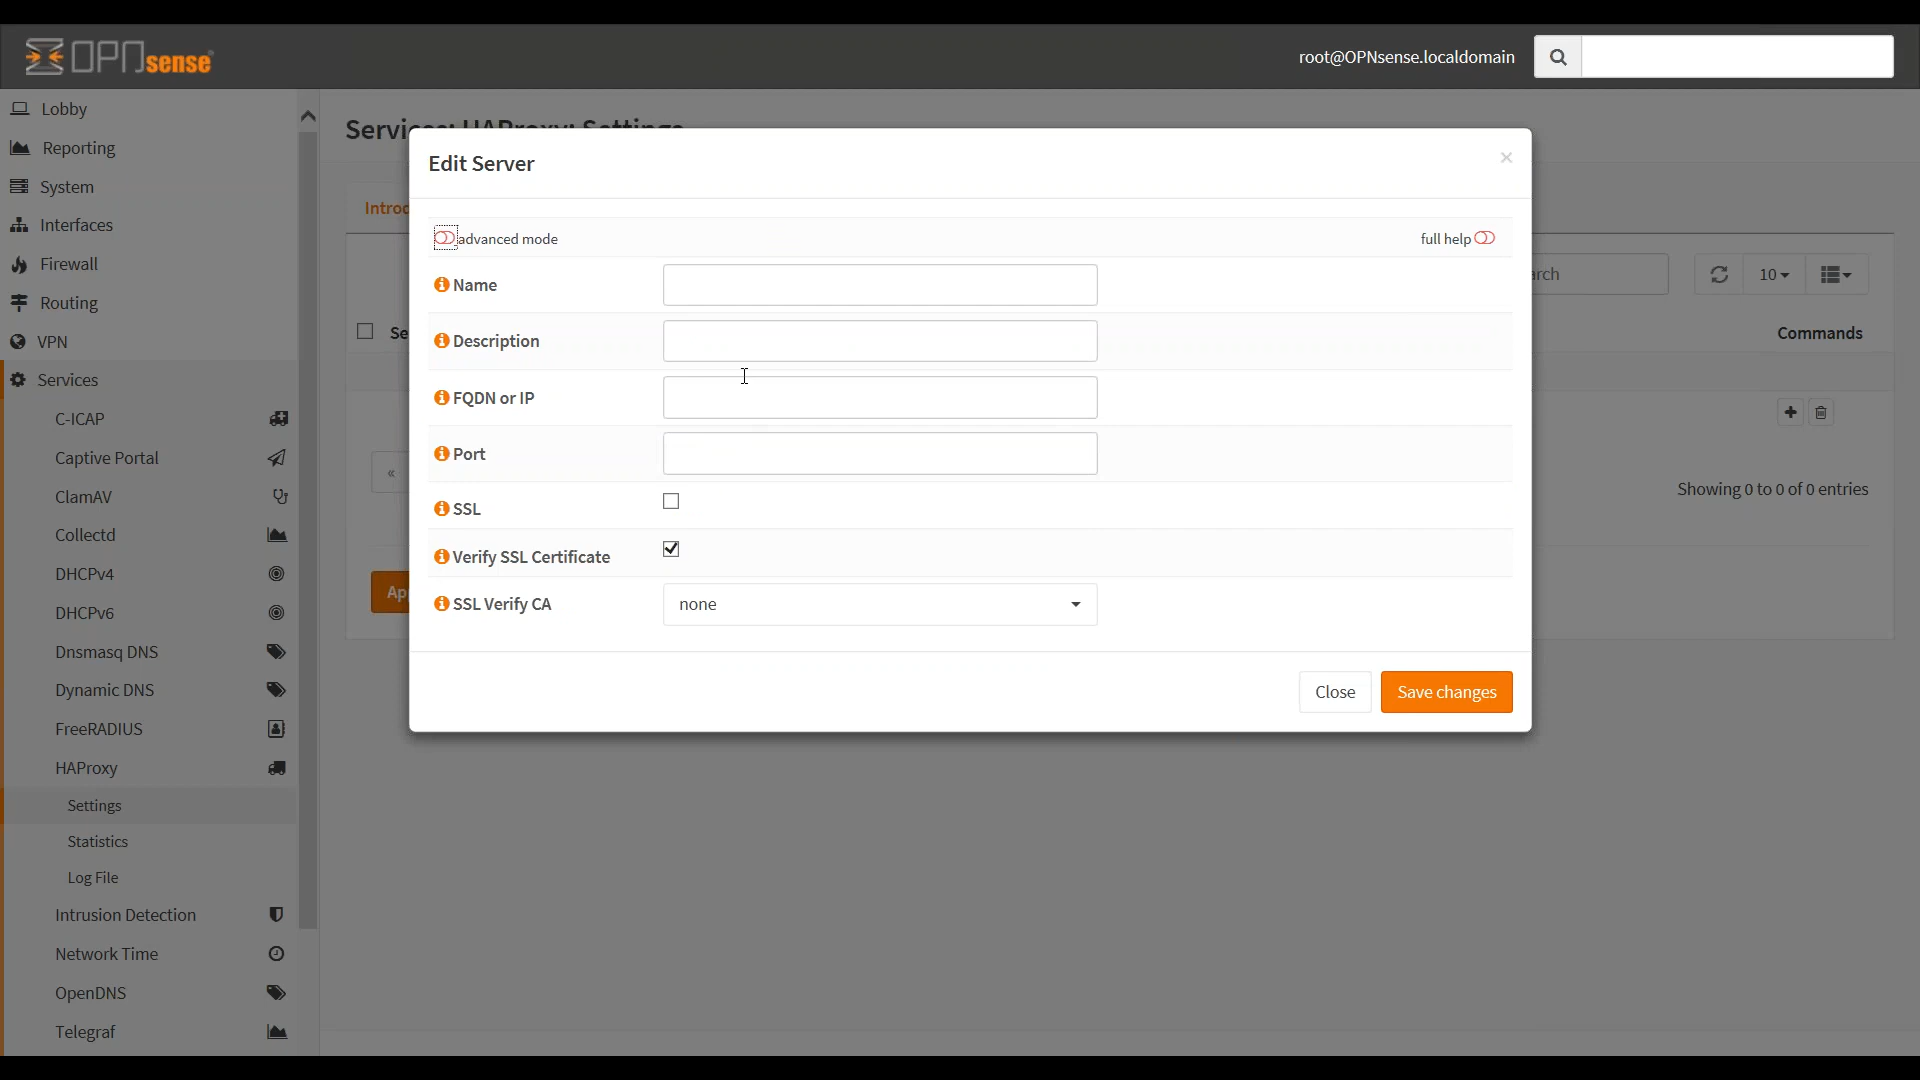 OPNsense
root@OPNsense.localdomain
Lobby
Reporting
System
Interfaces
Firewall
Routing
VPN
Services
C-ICAP
Captive Portal
ClamAV
Collectd
DHCPv4
DHCPv6
Dnsmasq DNS
Dynamic DNS
FreeRADIUS
HAProxy
Settings
Statistics
Log File
Intrusion Detection
Network Time
OpenDNS
Telegraf
Services: HAProxy: Settings
Edit Server
×
advanced mode
full help
Name
Description
FQDN or IP
Port
SSL
Verify SSL Certificate
SSL Verify CA
none
Close
Save changes
10
Commands
«
Showing 0 to 0 of 0 entries